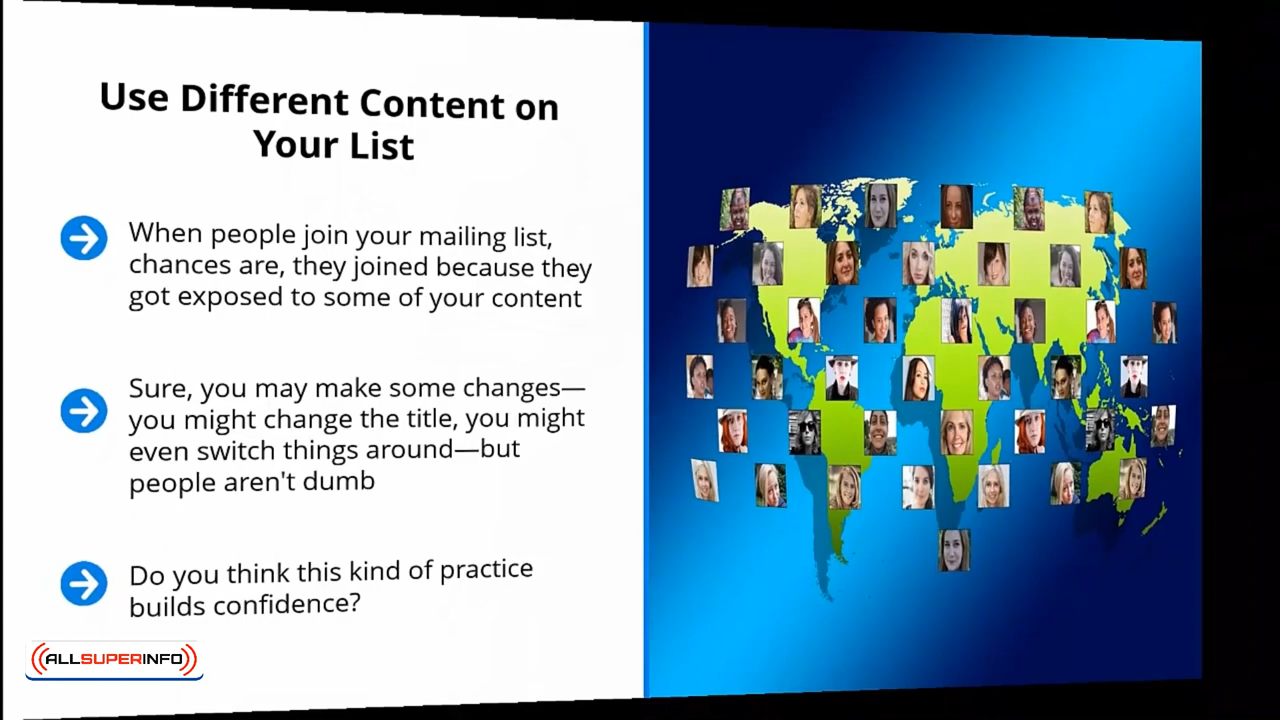 Use Different Content on
Your List
When people join your mailing list,
chances are, they joined because they
got exposed to some of your content
Sure, you may make some changes—
you might change the title, you might
even switch things around—but
people aren't dumb
Do you think this kind of practice
builds confidence?
((ALLSUPERINFO))